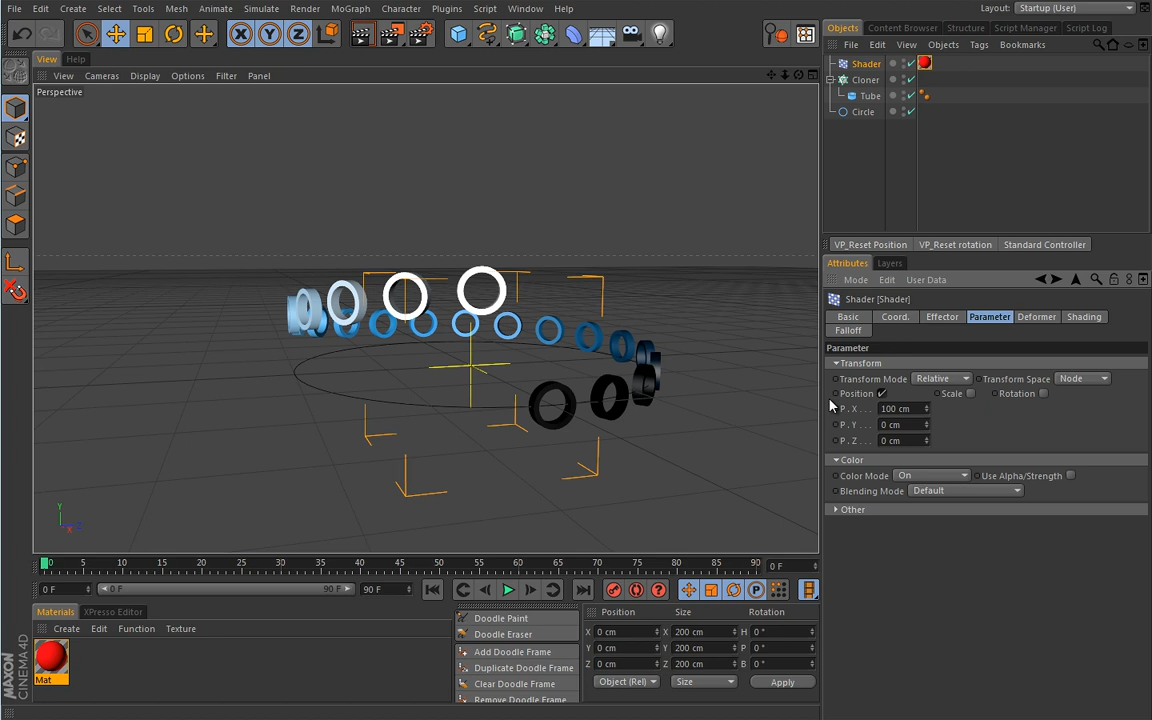 File Edit Create Select Tools Mesh Animate Simulate Render MoGraph Character Plugins Script Window Help
Layout: Startup (User)
Objects Content Browser Structure Script Manager Script Log
File Edit View Objects Tags Bookmarks
Shader
Cloner
Tube
Circle
View Help
View Cameras Display Options Filter Panel
Perspective
VP_Reset Position VP_Reset rotation Standard Controller
Attributes Layers
Mode Edit User Data
Shader [Shader]
Basic Coord. Effector Parameter Deformer Shading
Falloff
Parameter
Transform
Transform Mode Relative Transform Space Node
Position Scale Rotation
P . X . . . 100 cm
P . Y . . . 0 cm
P . Z . . . 0 cm
Color
Color Mode On Use Alpha/Strength
Blending Mode Default
Other
Y
X
Z
0 5 10 15 20 25 30 35 40 45 50 55 60 65 70 75 80 85 90 0 F
0 F 0 F 90 F 90 F
Materials XPresso Editor
Create Edit Function Texture
Mat
MAXON
CINEMA 4D
Doodle Paint
Doodle Eraser
Add Doodle Frame
Duplicate Doodle Frame
Clear Doodle Frame
Remove Doodle Frame
Position Size Rotation
X 0 cm X 200 cm H 0 °
Y 0 cm Y 200 cm P 0 °
Z 0 cm Z 200 cm B 0 °
Object (Rel) Size Apply